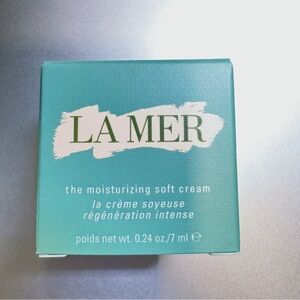 LA MER
the moisturizing soft cream
la crème soyeuse
régénération intense
poids net wt. 0.24 oz./7 ml ℮